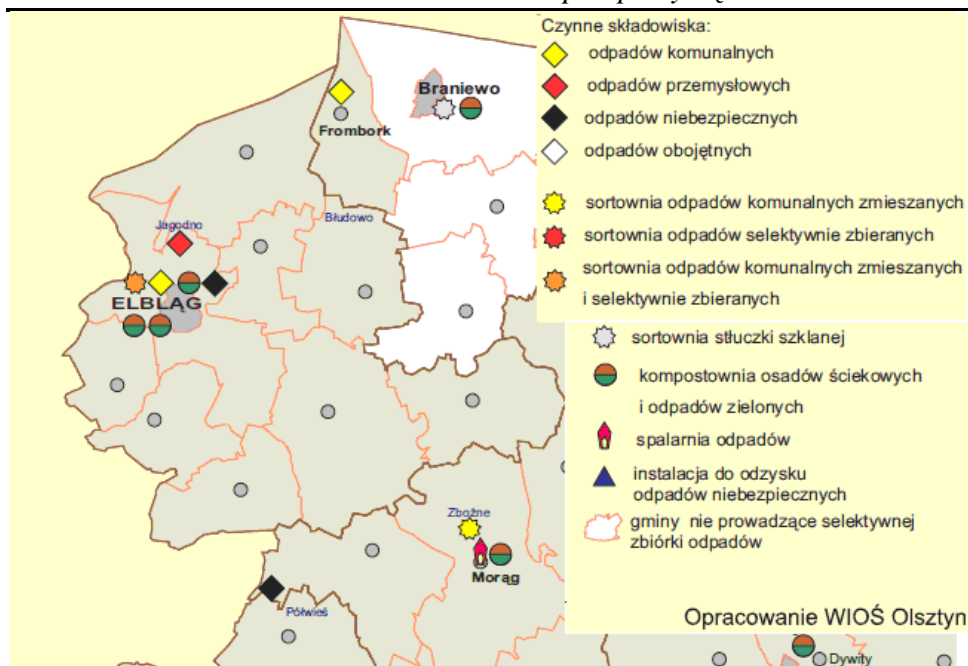 Czynne składowiska:
odpadów komunalnych
odpadów przemysłowych
odpadów niebezpiecznych
odpadów obojętnych
sortownia odpadów komunalnych zmieszanych
sortownia odpadów selektywnie zbieranych
sortownia odpadów komunalnych zmieszanych
i selektywnie zbieranych
sortownia stłuczki szklanej
kompostownia osadów ściekowych
i odpadów zielonych
spalarnia odpadów
instalacja do odzysku
odpadów niebezpiecznych
gminy nie prowadzące selektywnej
zbiórki odpadów
Opracowanie WIOŚ Olsztyn
Braniewo
Frombork
Jagodno
Błudowo
ELBLĄG
Zbożne
Morąg
Półwieś
Dywity